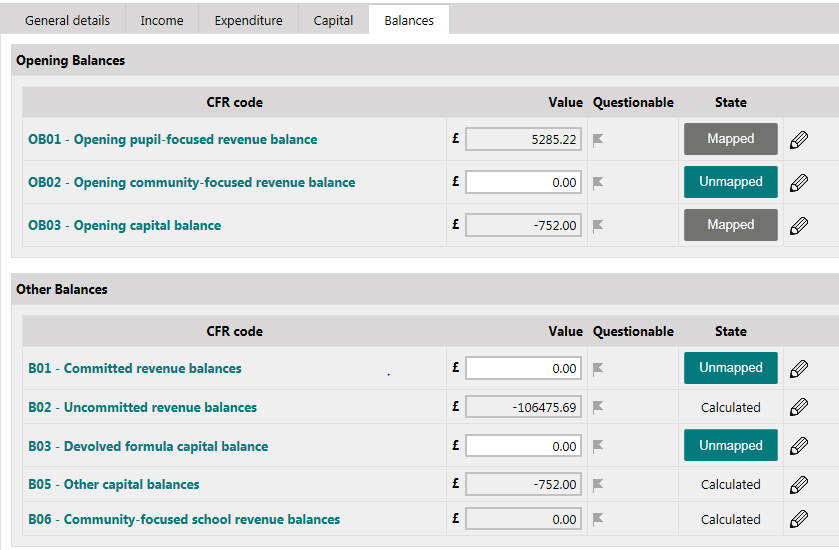 General details Income Expenditure Capital Balances
Opening Balances
CFR code Value Questionable State
OB01 - Opening pupil-focused revenue balance £ 5285.22 Mapped
OB02 - Opening community-focused revenue balance £ 0.00 Unmapped
OB03 - Opening capital balance £ -752.00 Mapped
Other Balances
CFR code Value Questionable State
B01 - Committed revenue balances £ 0.00 Unmapped
B02 - Uncommitted revenue balances £ -106475.69 Calculated
B03 - Devolved formula capital balance £ 0.00 Unmapped
B05 - Other capital balances £ -752.00 Calculated
B06 - Community-focused school revenue balances £ 0.00 Calculated